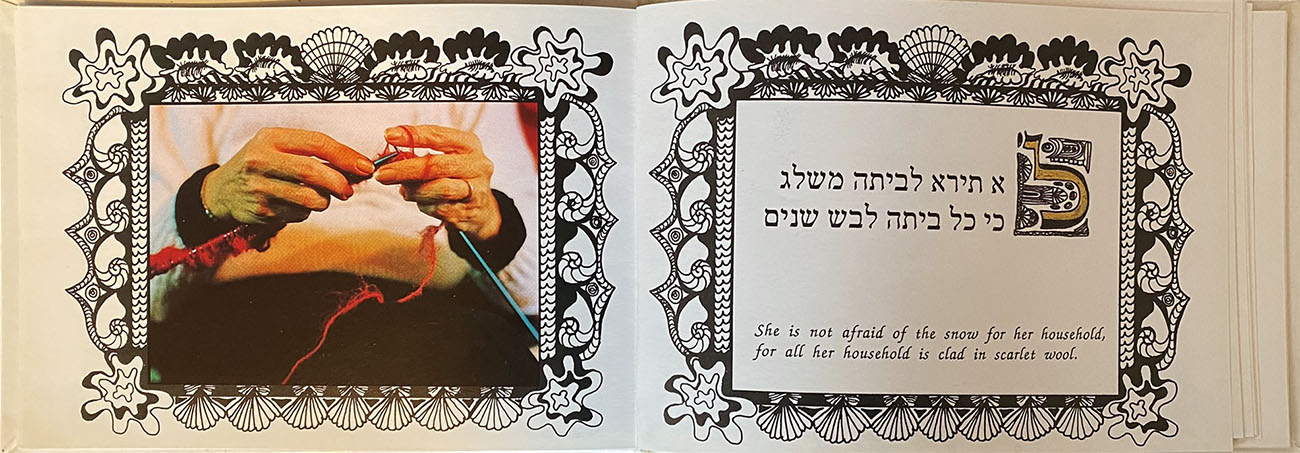 לא תירא לביתה משלג
כי כל ביתה לבש שנים
She is not afraid of the snow for her household,
for all her household is clad in scarlet wool.